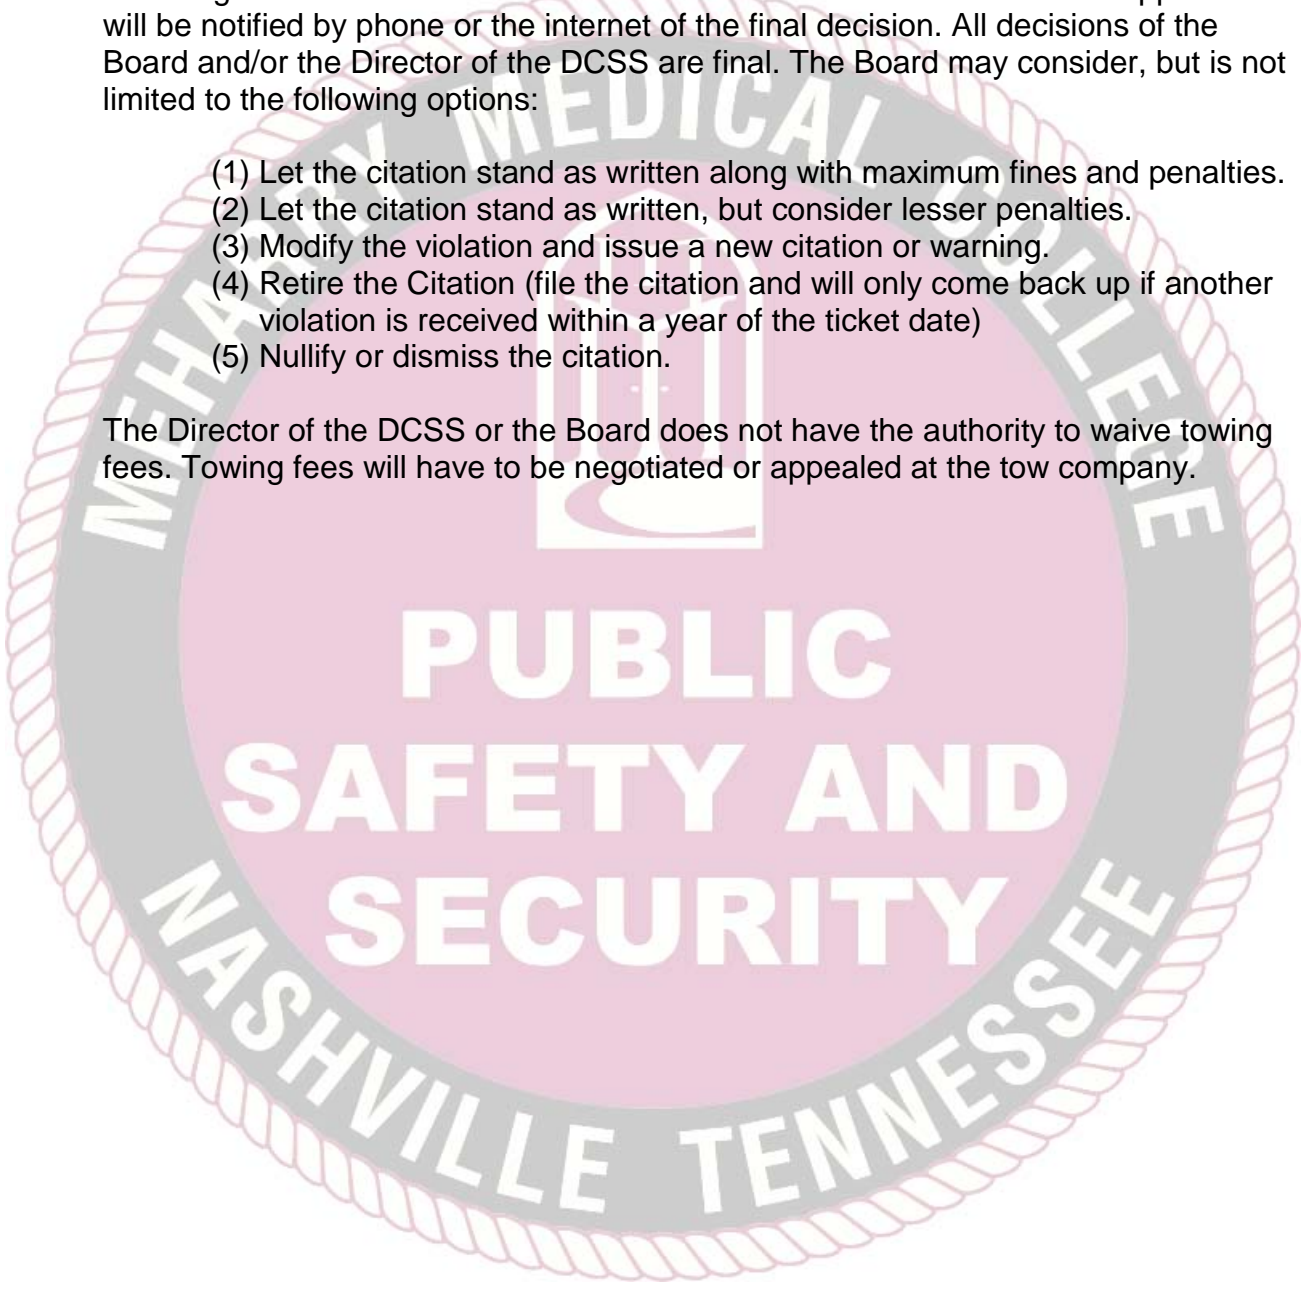 will be notified by phone or the internet of the final decision. All decisions of the
Board and/or the Director of the DCSS are final. The Board may consider, but is not
limited to the following options:
(1) Let the citation stand as written along with maximum fines and penalties.
(2) Let the citation stand as written, but consider lesser penalties.
(3) Modify the violation and issue a new citation or warning.
(4) Retire the Citation (file the citation and will only come back up if another
violation is received within a year of the ticket date)
(5) Nullify or dismiss the citation.
The Director of the DCSS or the Board does not have the authority to waive towing
fees. Towing fees will have to be negotiated or appealed at the tow company.
MEHARRY MEDICAL COLLEGE
PUBLIC
SAFETY AND
SECURITY
NASHVILLE TENNESSEE